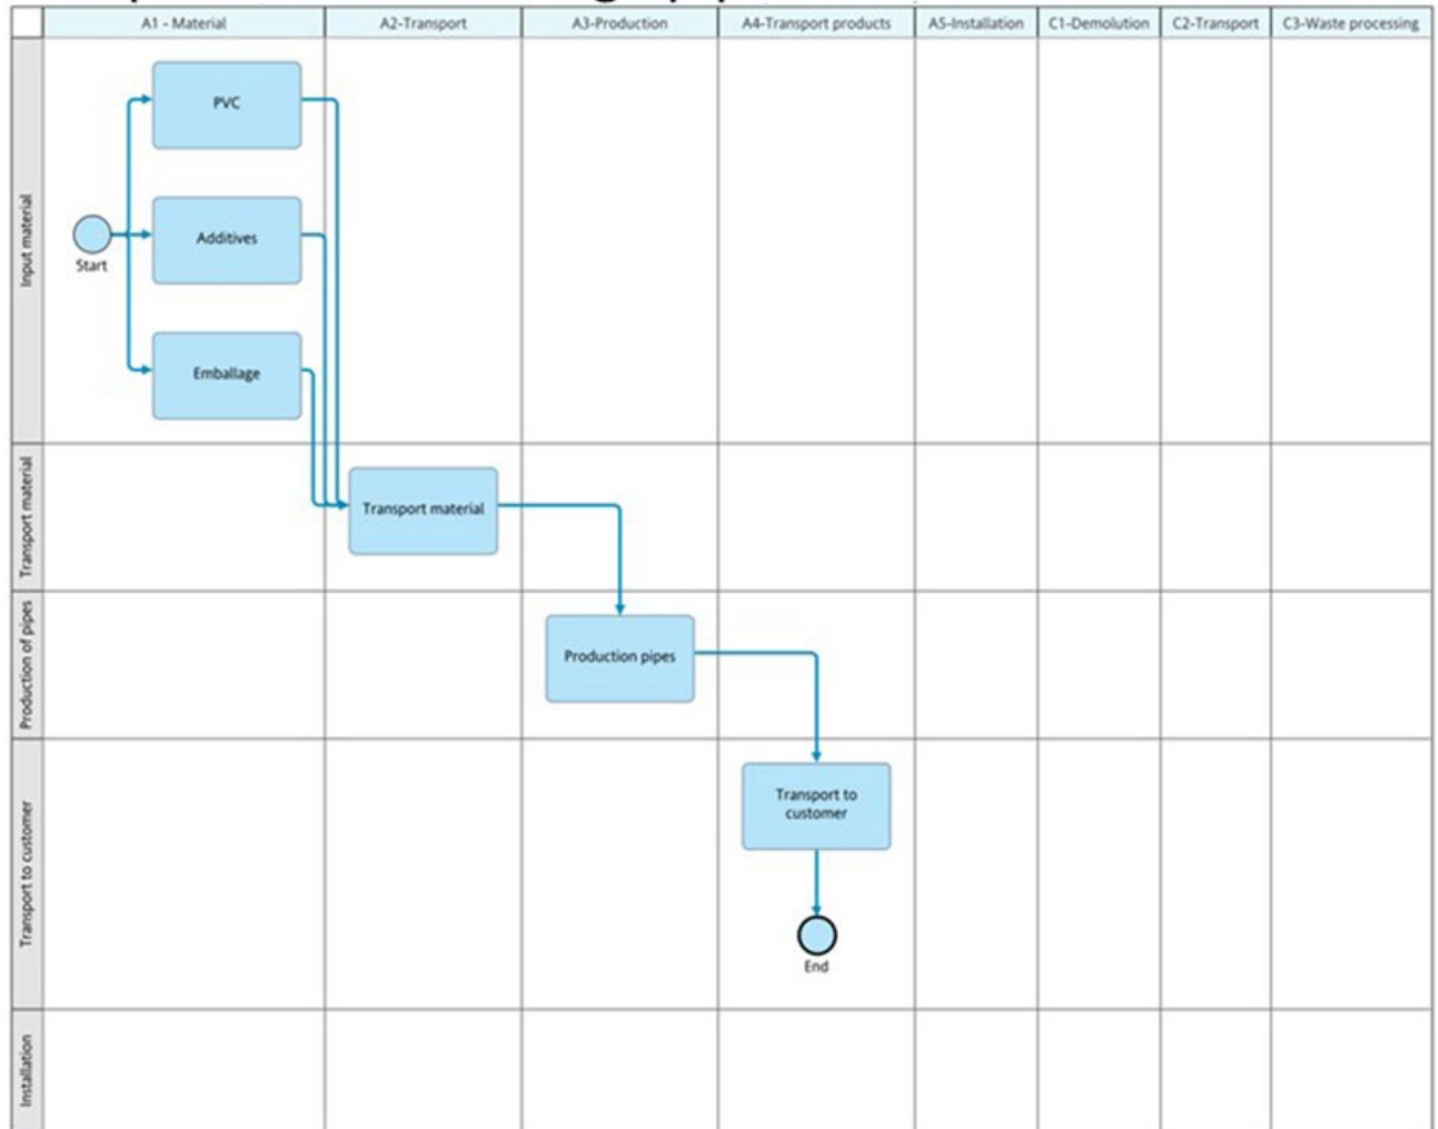 A1 - Material
A2-Transport
A3-Production
A4-Transport products
A5-Installation
C1-Demolution
C2-Transport
C3-Waste processing
Input material
PVC
Additives
Start
Emballage
Transport material
Transport material
Production of pipes
Production pipes
Transport to customer
Transport to
customer
End
Installation